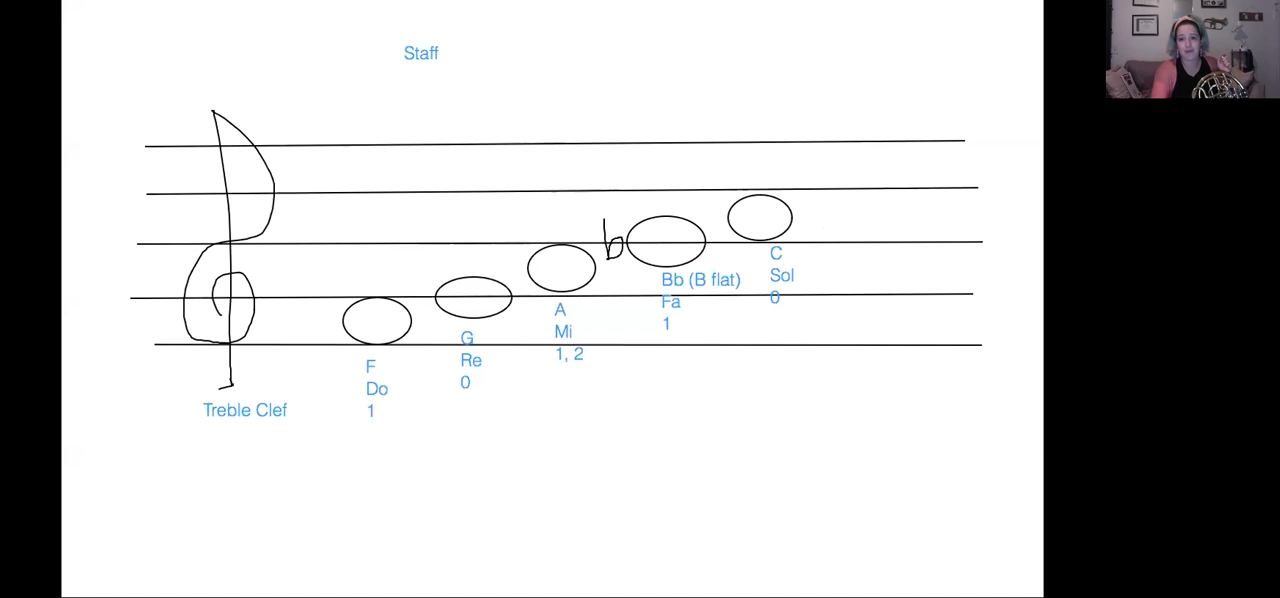 Staff
b
Treble Clef
F
Do
1
G
Re
0
A
Mi
1, 2
Bb (B flat)
Fa
1
C
Sol
0